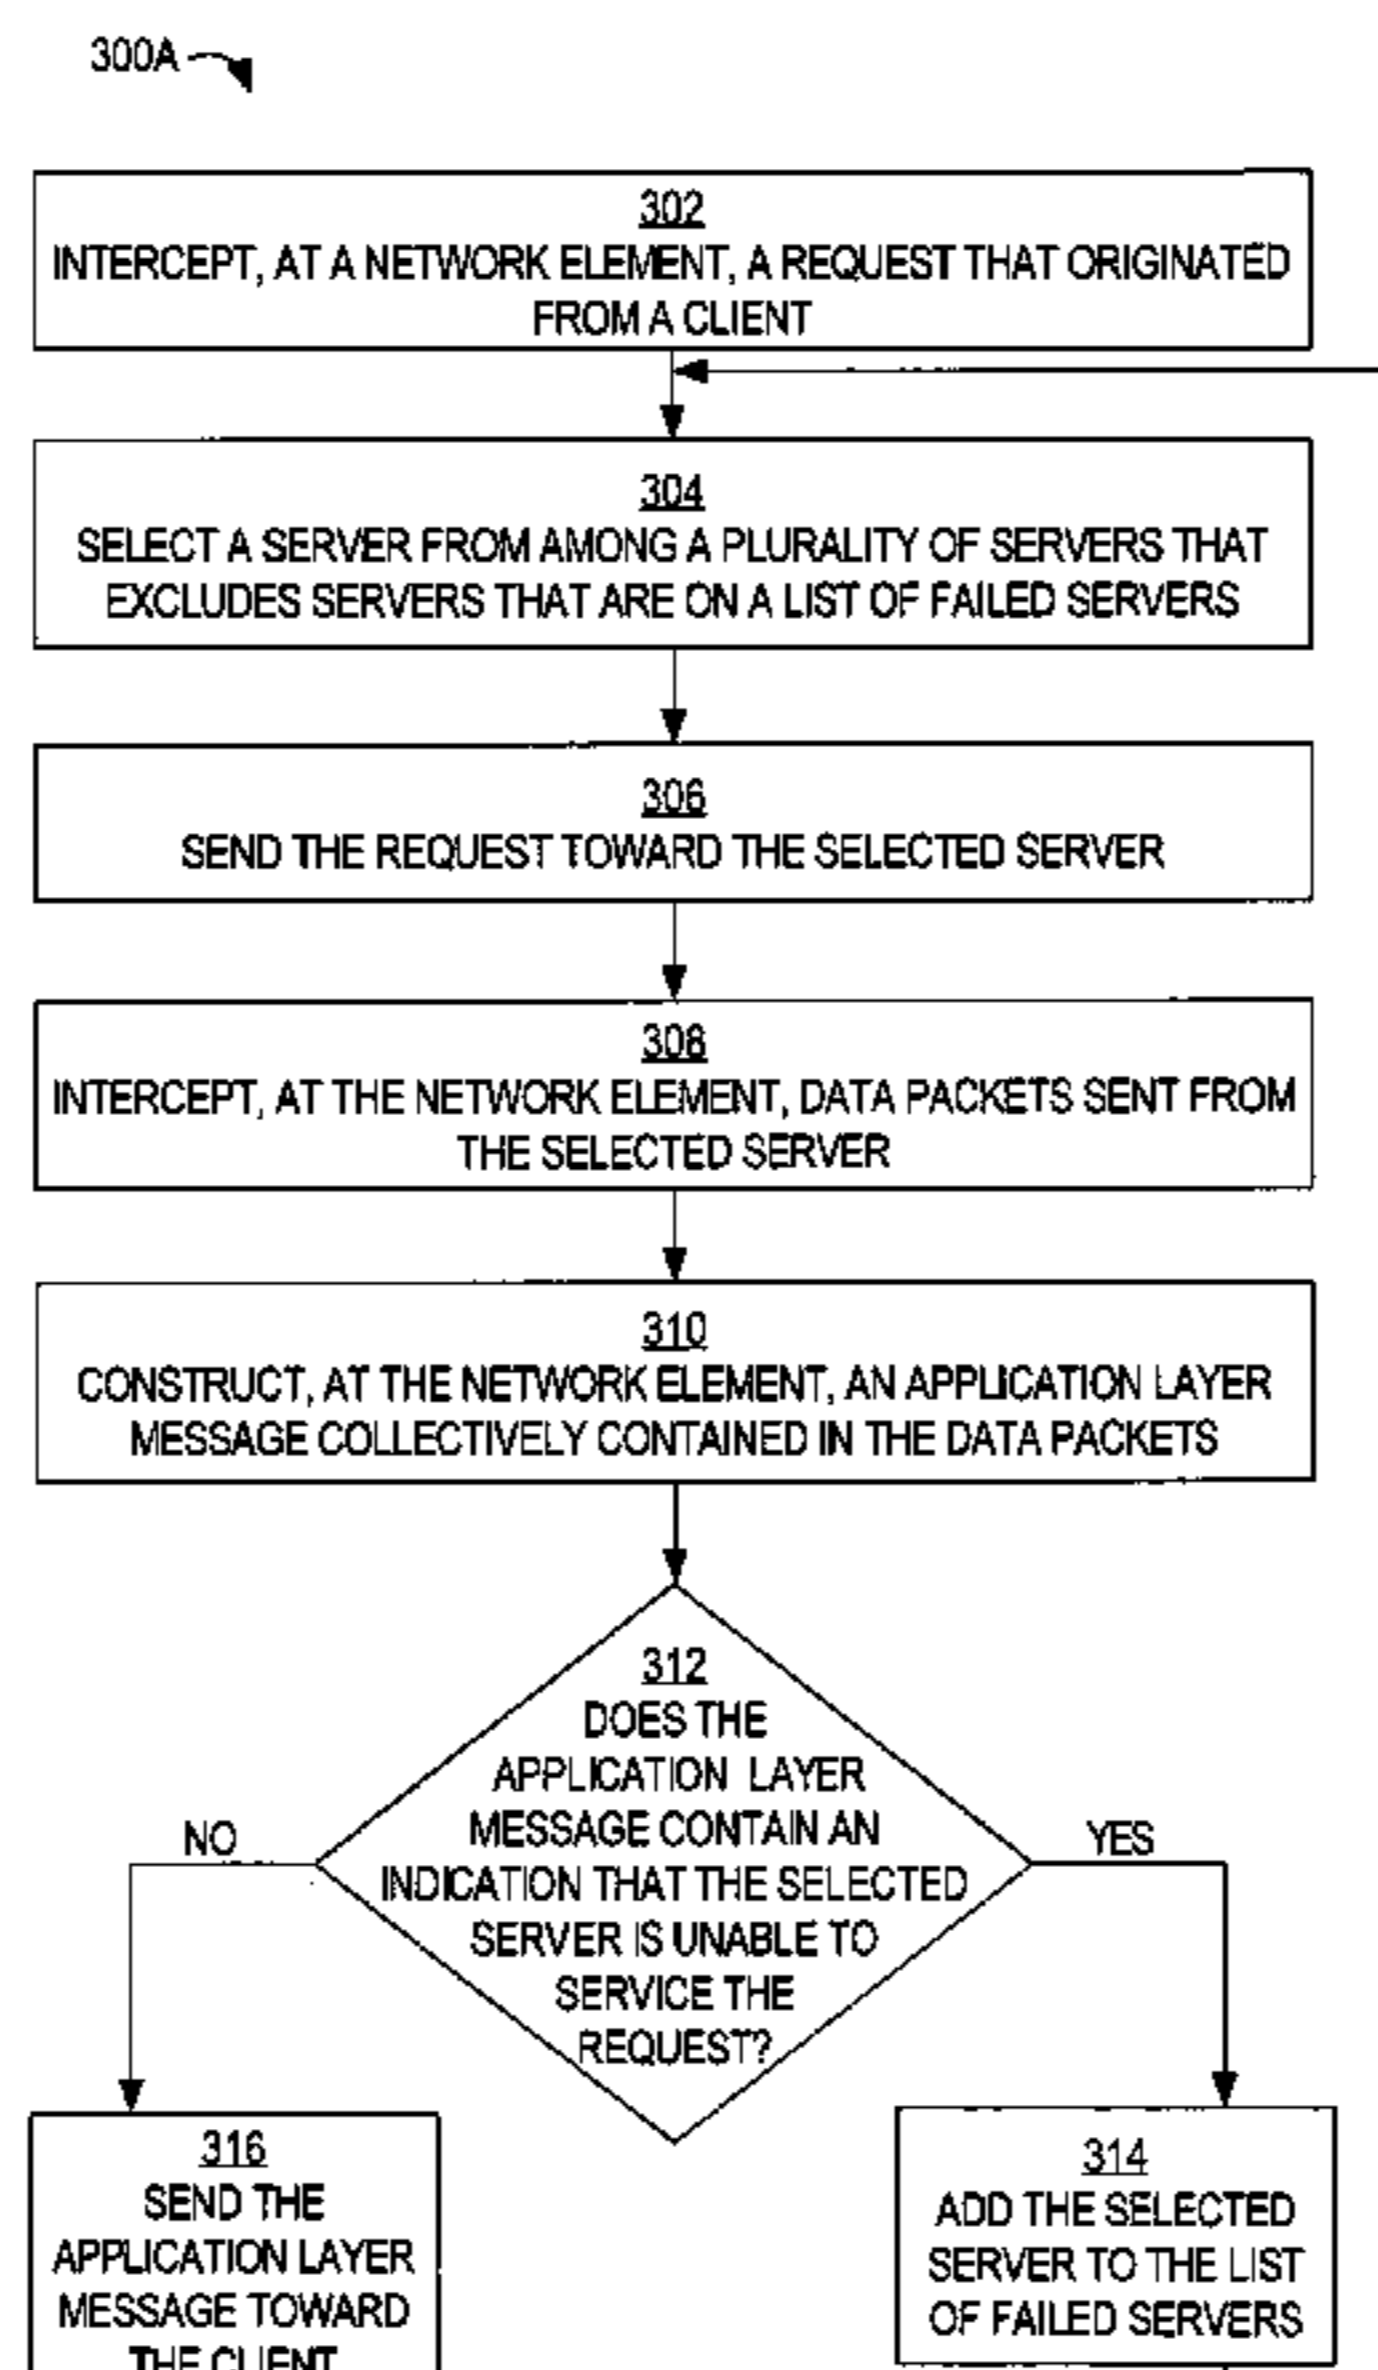 300A
302
INTERCEPT, AT A NETWORK ELEMENT, A REQUEST THAT ORIGINATED
FROM A CLIENT
304
SELECT A SERVER FROM AMONG A PLURALITY OF SERVERS THAT
EXCLUDES SERVERS THAT ARE ON A LIST OF FAILED SERVERS
306
SEND THE REQUEST TOWARD THE SELECTED SERVER
308
INTERCEPT, AT THE NETWORK ELEMENT, DATA PACKETS SENT FROM
THE SELECTED SERVER
310
CONSTRUCT, AT THE NETWORK ELEMENT, AN APPLICATION LAYER
MESSAGE COLLECTIVELY CONTAINED IN THE DATA PACKETS
312
DOES THE
APPLICATION LAYER
MESSAGE CONTAIN AN
INDICATION THAT THE SELECTED
SERVER IS UNABLE TO
SERVICE THE
REQUEST?
NO
YES
316
SEND THE
APPLICATION LAYER
MESSAGE TOWARD
THE CLIENT
314
ADD THE SELECTED
SERVER TO THE LIST
OF FAILED SERVERS